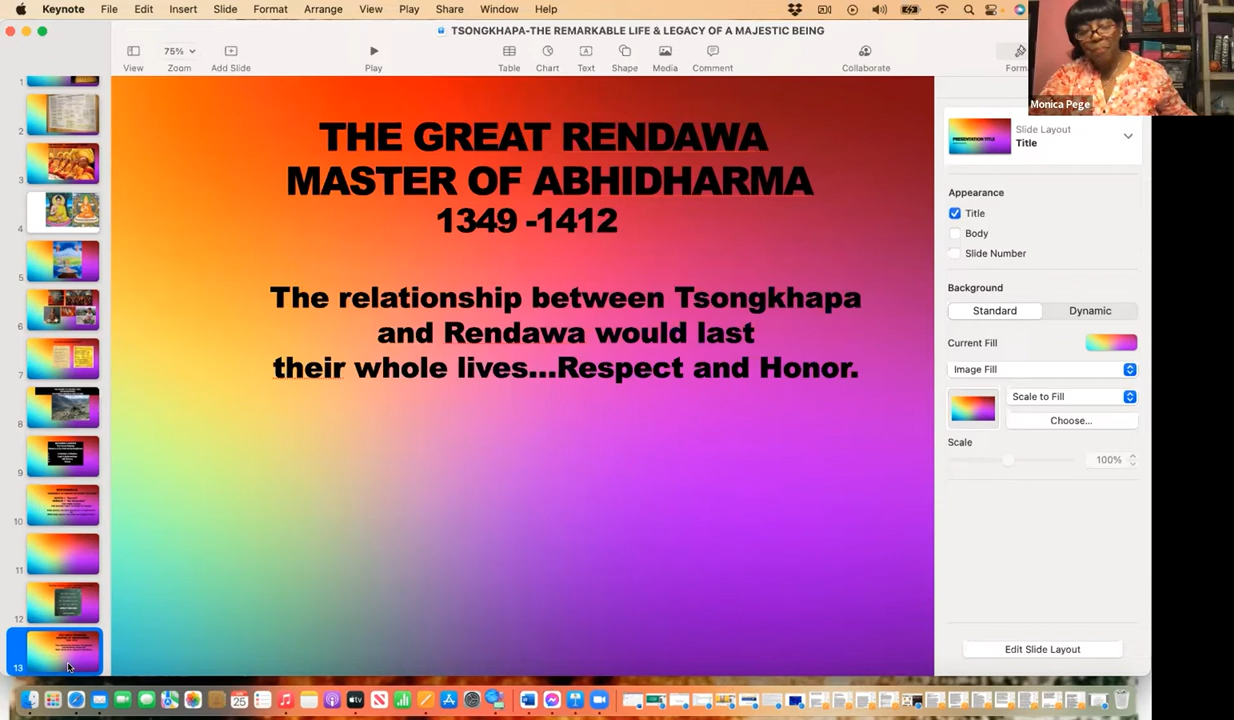 Keynote File Edit Insert Slide Format Arrange View Play Share Window Help
TSONGKHAPA-THE REMARKABLE LIFE & LEGACY OF A MAJESTIC BEING
75%
View Zoom Add Slide Play Table Chart Text Shape Media Comment Collaborate Form
Monica Pege
THE GREAT RENDAWA
MASTER OF ABHIDHARMA
1349 -1412
The relationship between Tsongkhapa
and Rendawa would last
their whole lives...Respect and Honor.
1
2
3
4
5
6
7
8
9
10
11
12
13
Slide Layout
Title
PRESENTATION TITLE
Appearance
Title
Body
Slide Number
Background
Standard Dynamic
Current Fill
Image Fill
Scale to Fill
Choose...
Scale
100%
Edit Slide Layout
25